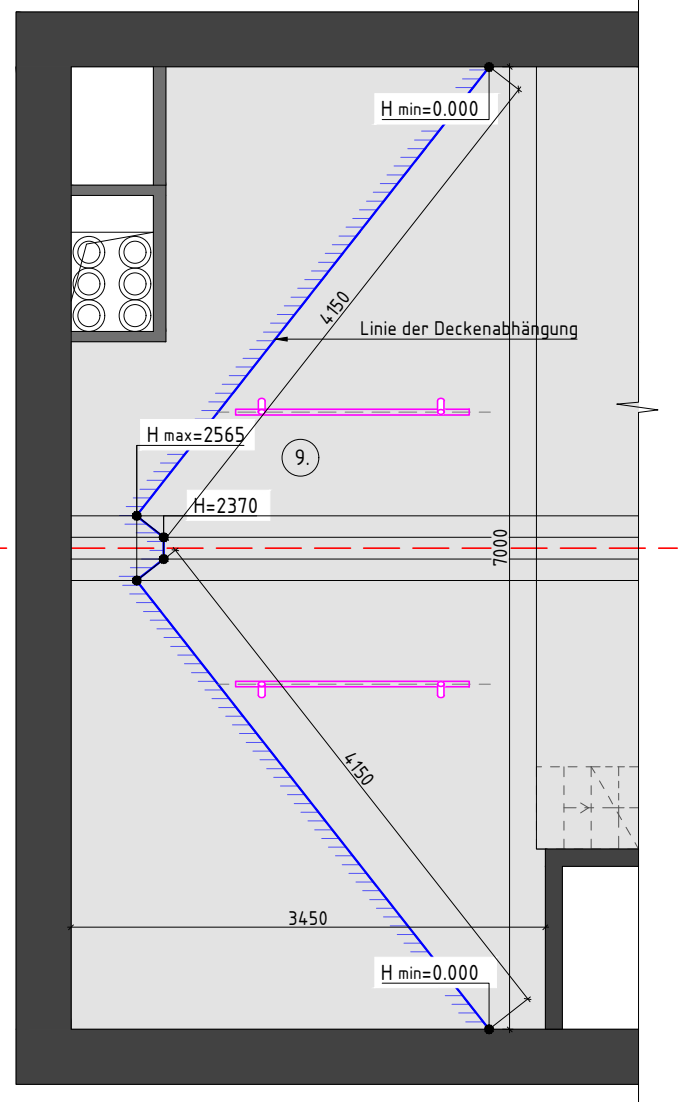 H min=0.000
4150
Linie der Deckenabhängung
H max=2565
9.
H=2370
7000
4150
3450
H min=0.000